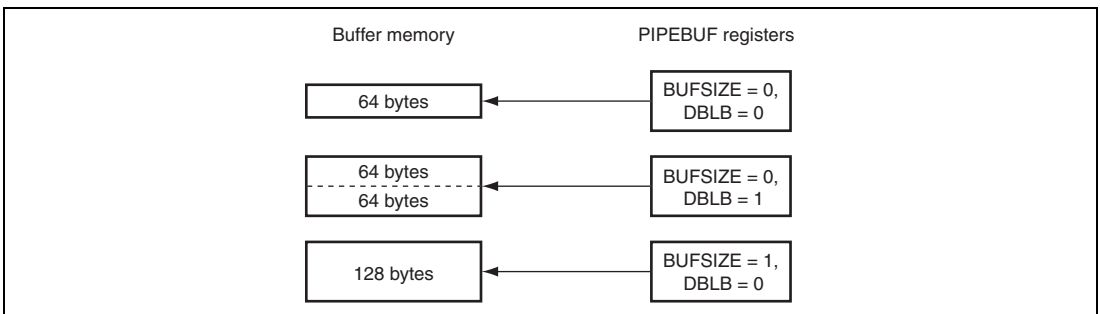 Buffer memory
PIPEBUF registers
64 bytes
BUFSIZE = 0,
DBLB = 0
64 bytes
64 bytes
BUFSIZE = 0,
DBLB = 1
128 bytes
BUFSIZE = 1,
DBLB = 0